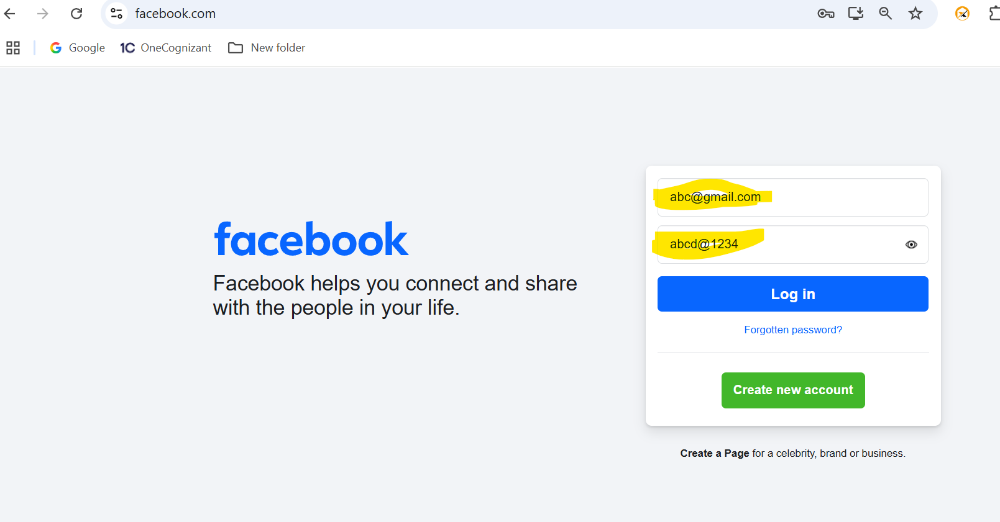 facebook.com
Google
1C OneCognizant
New folder
abc@gmail.com
facebook
abcd@1234
Facebook helps you connect and share
with the people in your life.
Log in
Forgotten password?
Create new account
Create a Page for a celebrity, brand or business.